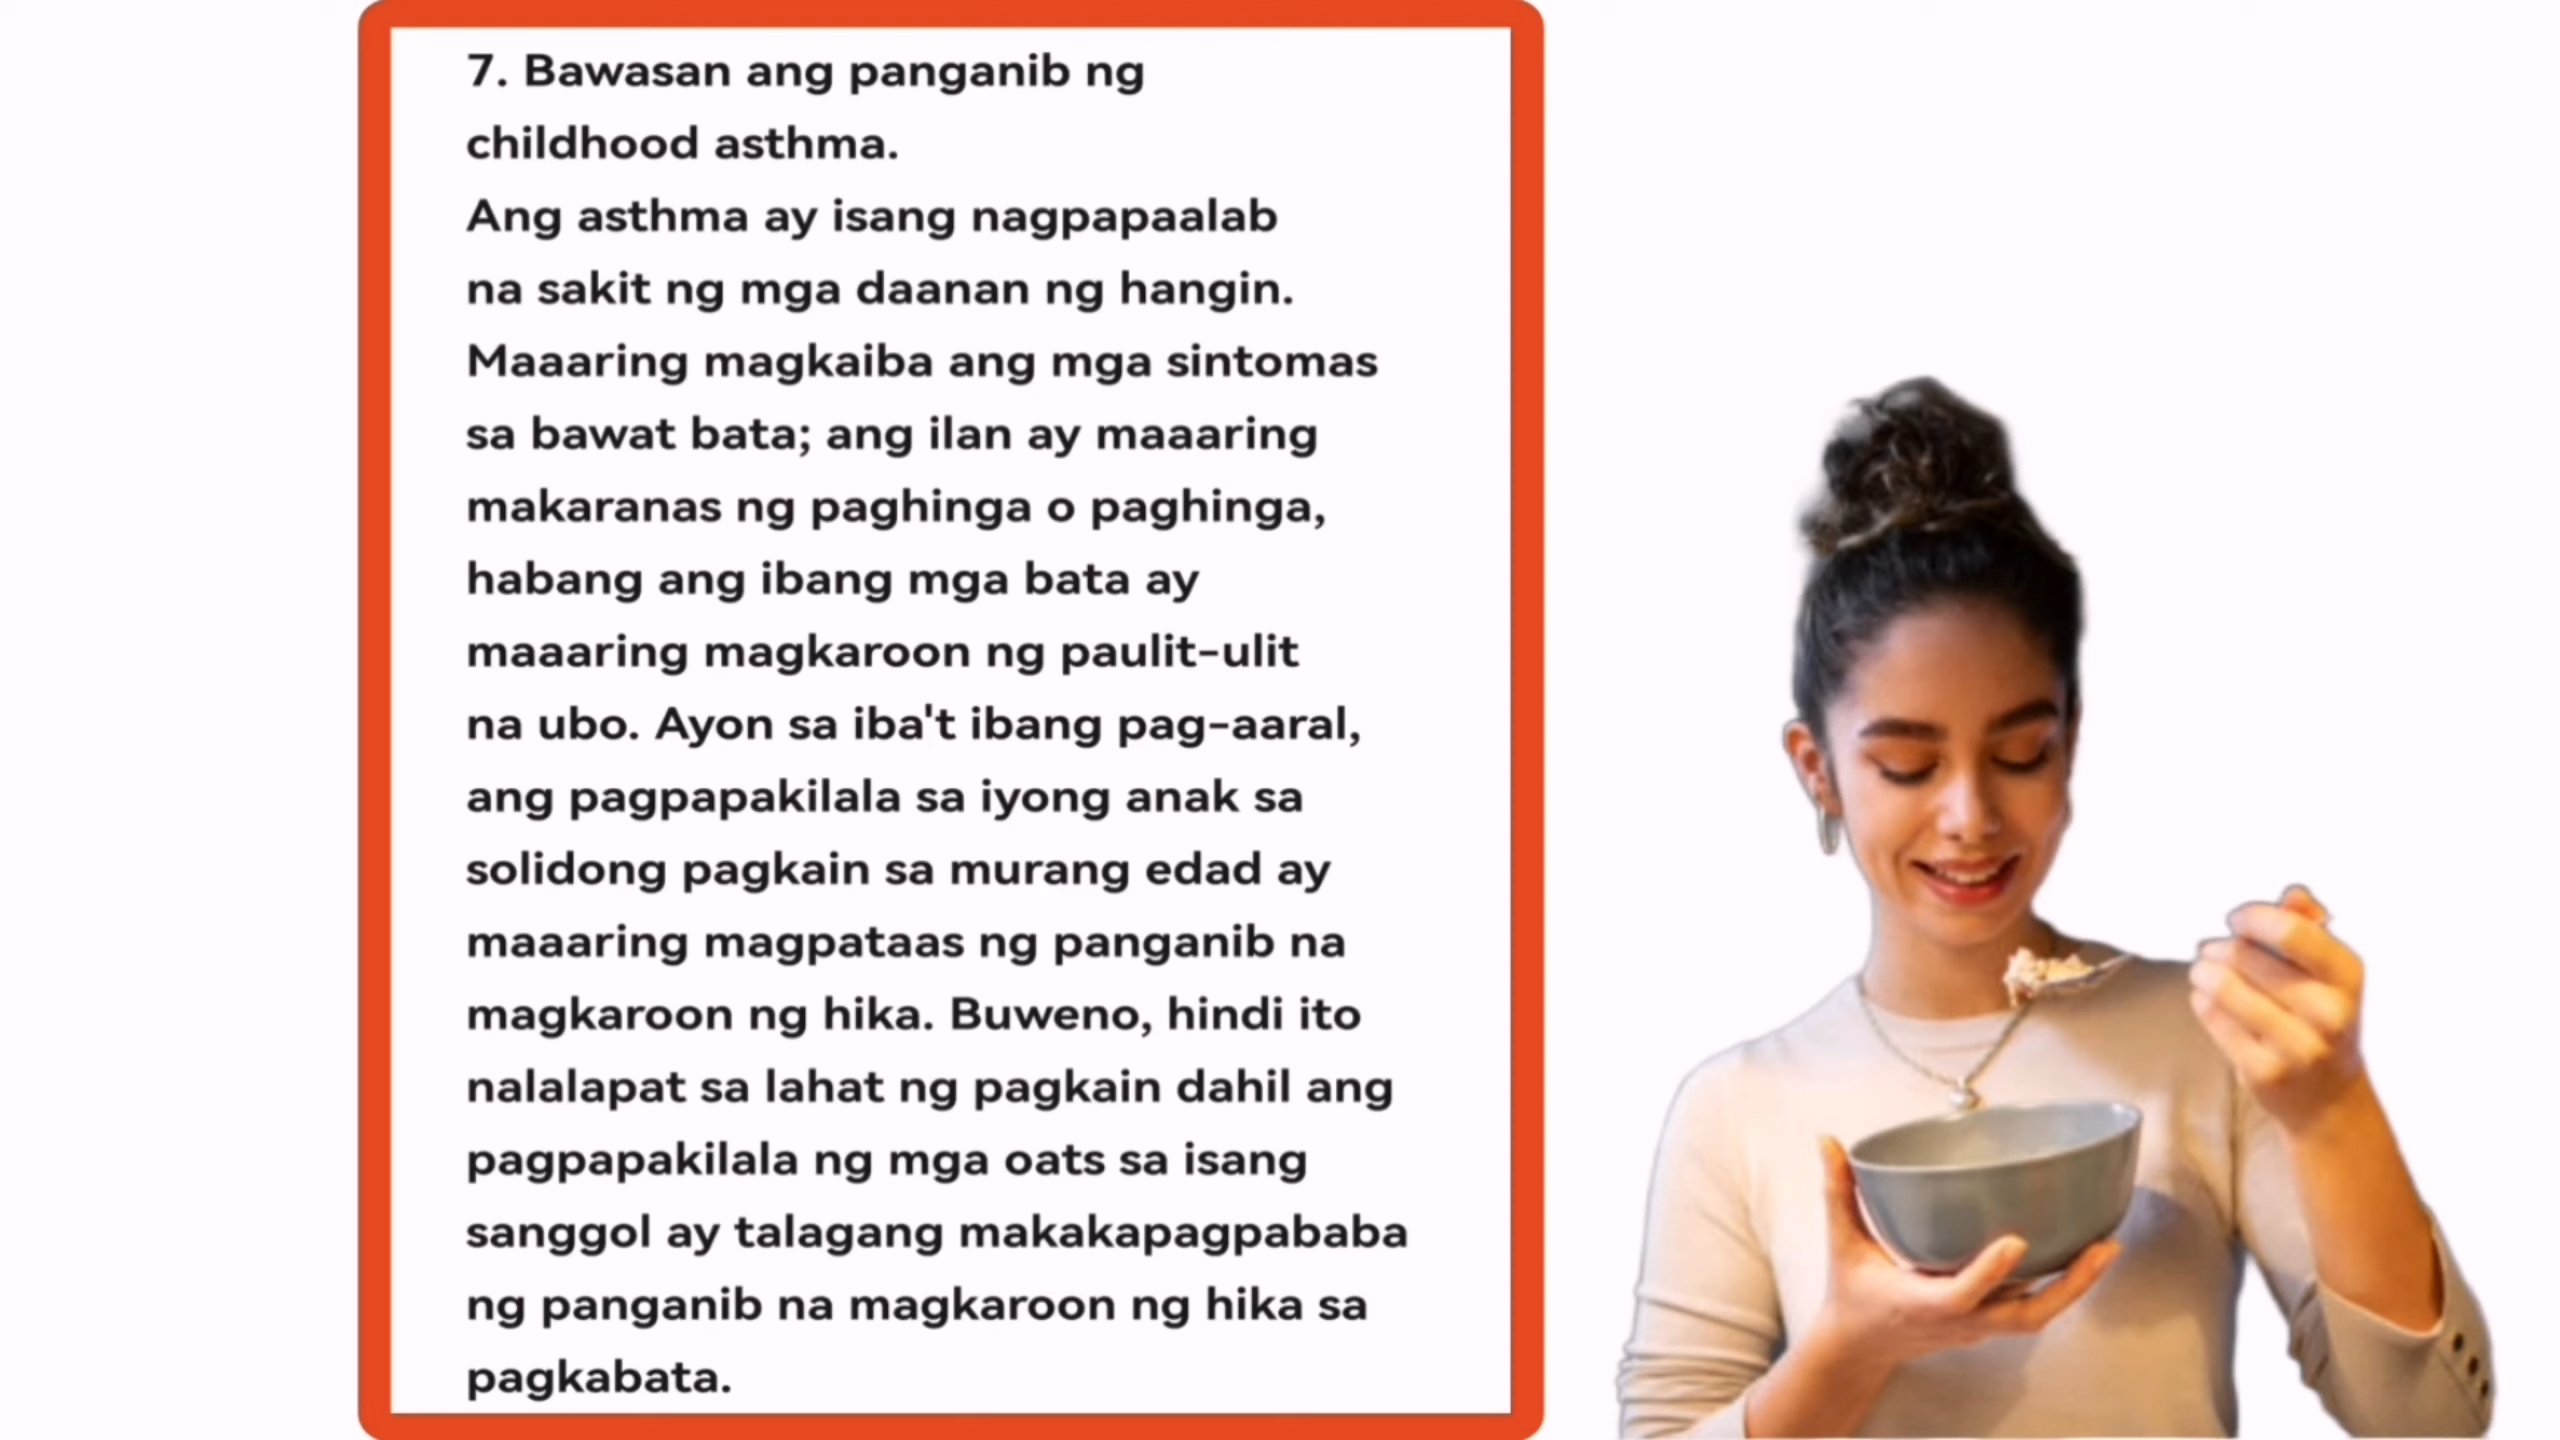 7. Bawasan ang panganib ng
childhood asthma.
Ang asthma ay isang nagpapaalab
na sakit ng mga daanan ng hangin.
Maaaring magkaiba ang mga sintomas
sa bawat bata; ang ilan ay maaaring
makaranas ng paghinga o paghinga,
habang ang ibang mga bata ay
maaaring magkaroon ng paulit-ulit
na ubo. Ayon sa iba't ibang pag-aaral,
ang pagpapakilala sa iyong anak sa
solidong pagkain sa murang edad ay
maaaring magpataas ng panganib na
magkaroon ng hika. Buweno, hindi ito
nalalapat sa lahat ng pagkain dahil ang
pagpapakilala ng mga oats sa isang
sanggol ay talagang makakapagpababa
ng panganib na magkaroon ng hika sa
pagkabata.